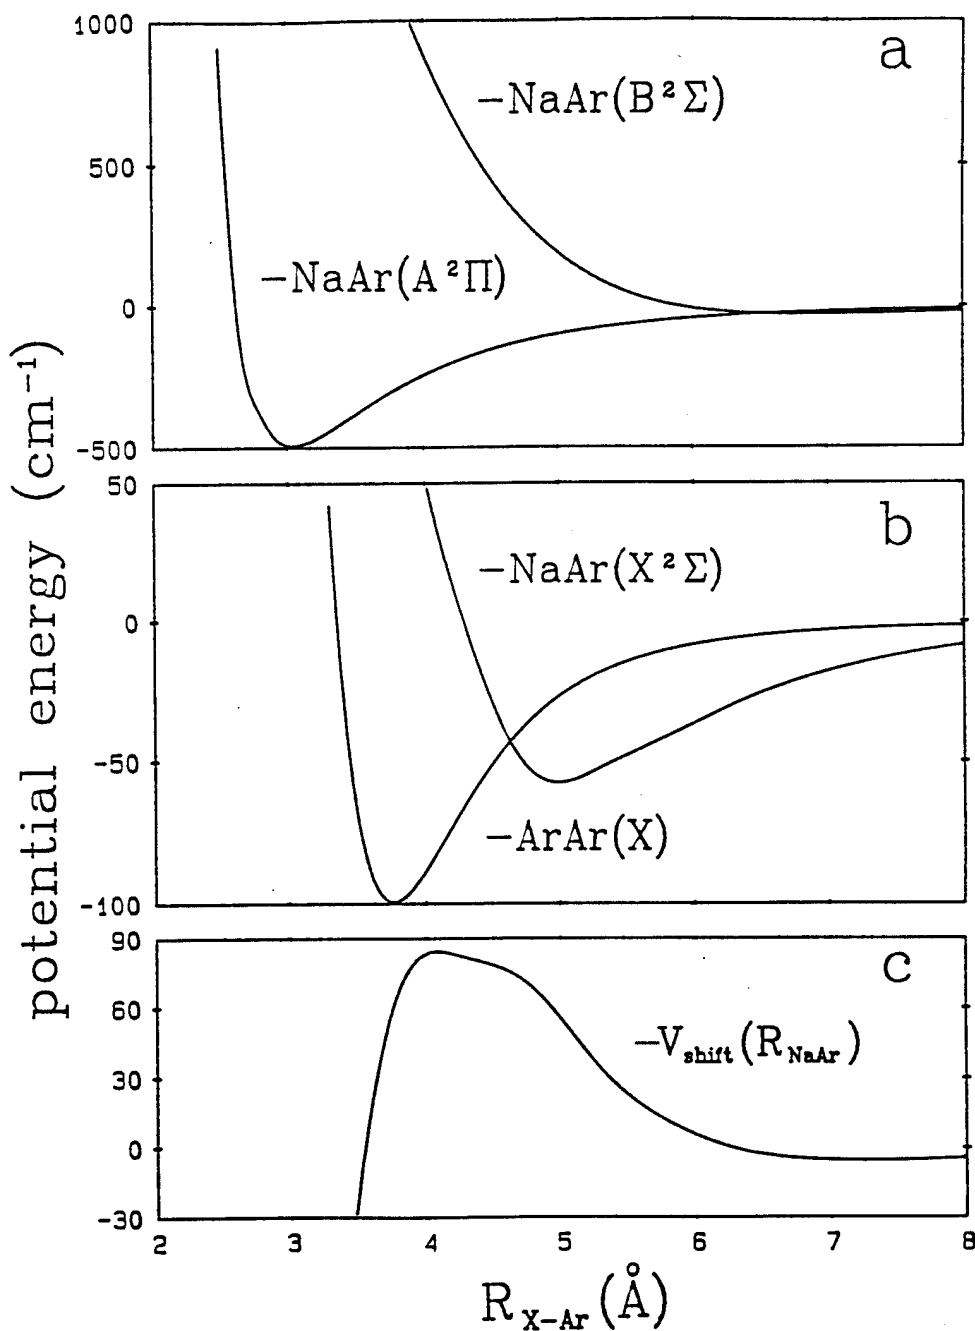 1000
a
−NaAr(B²Σ)
500
−NaAr(A²Π)
0
-500
potential energy (cm⁻¹)
50
b
−NaAr(X²Σ)
0
-50
−ArAr(X)
-100
90
c
60
−V_shift(R_NaAr)
30
0
-30
2 3 4 5 6 7 8
R_X-Ar(Å)